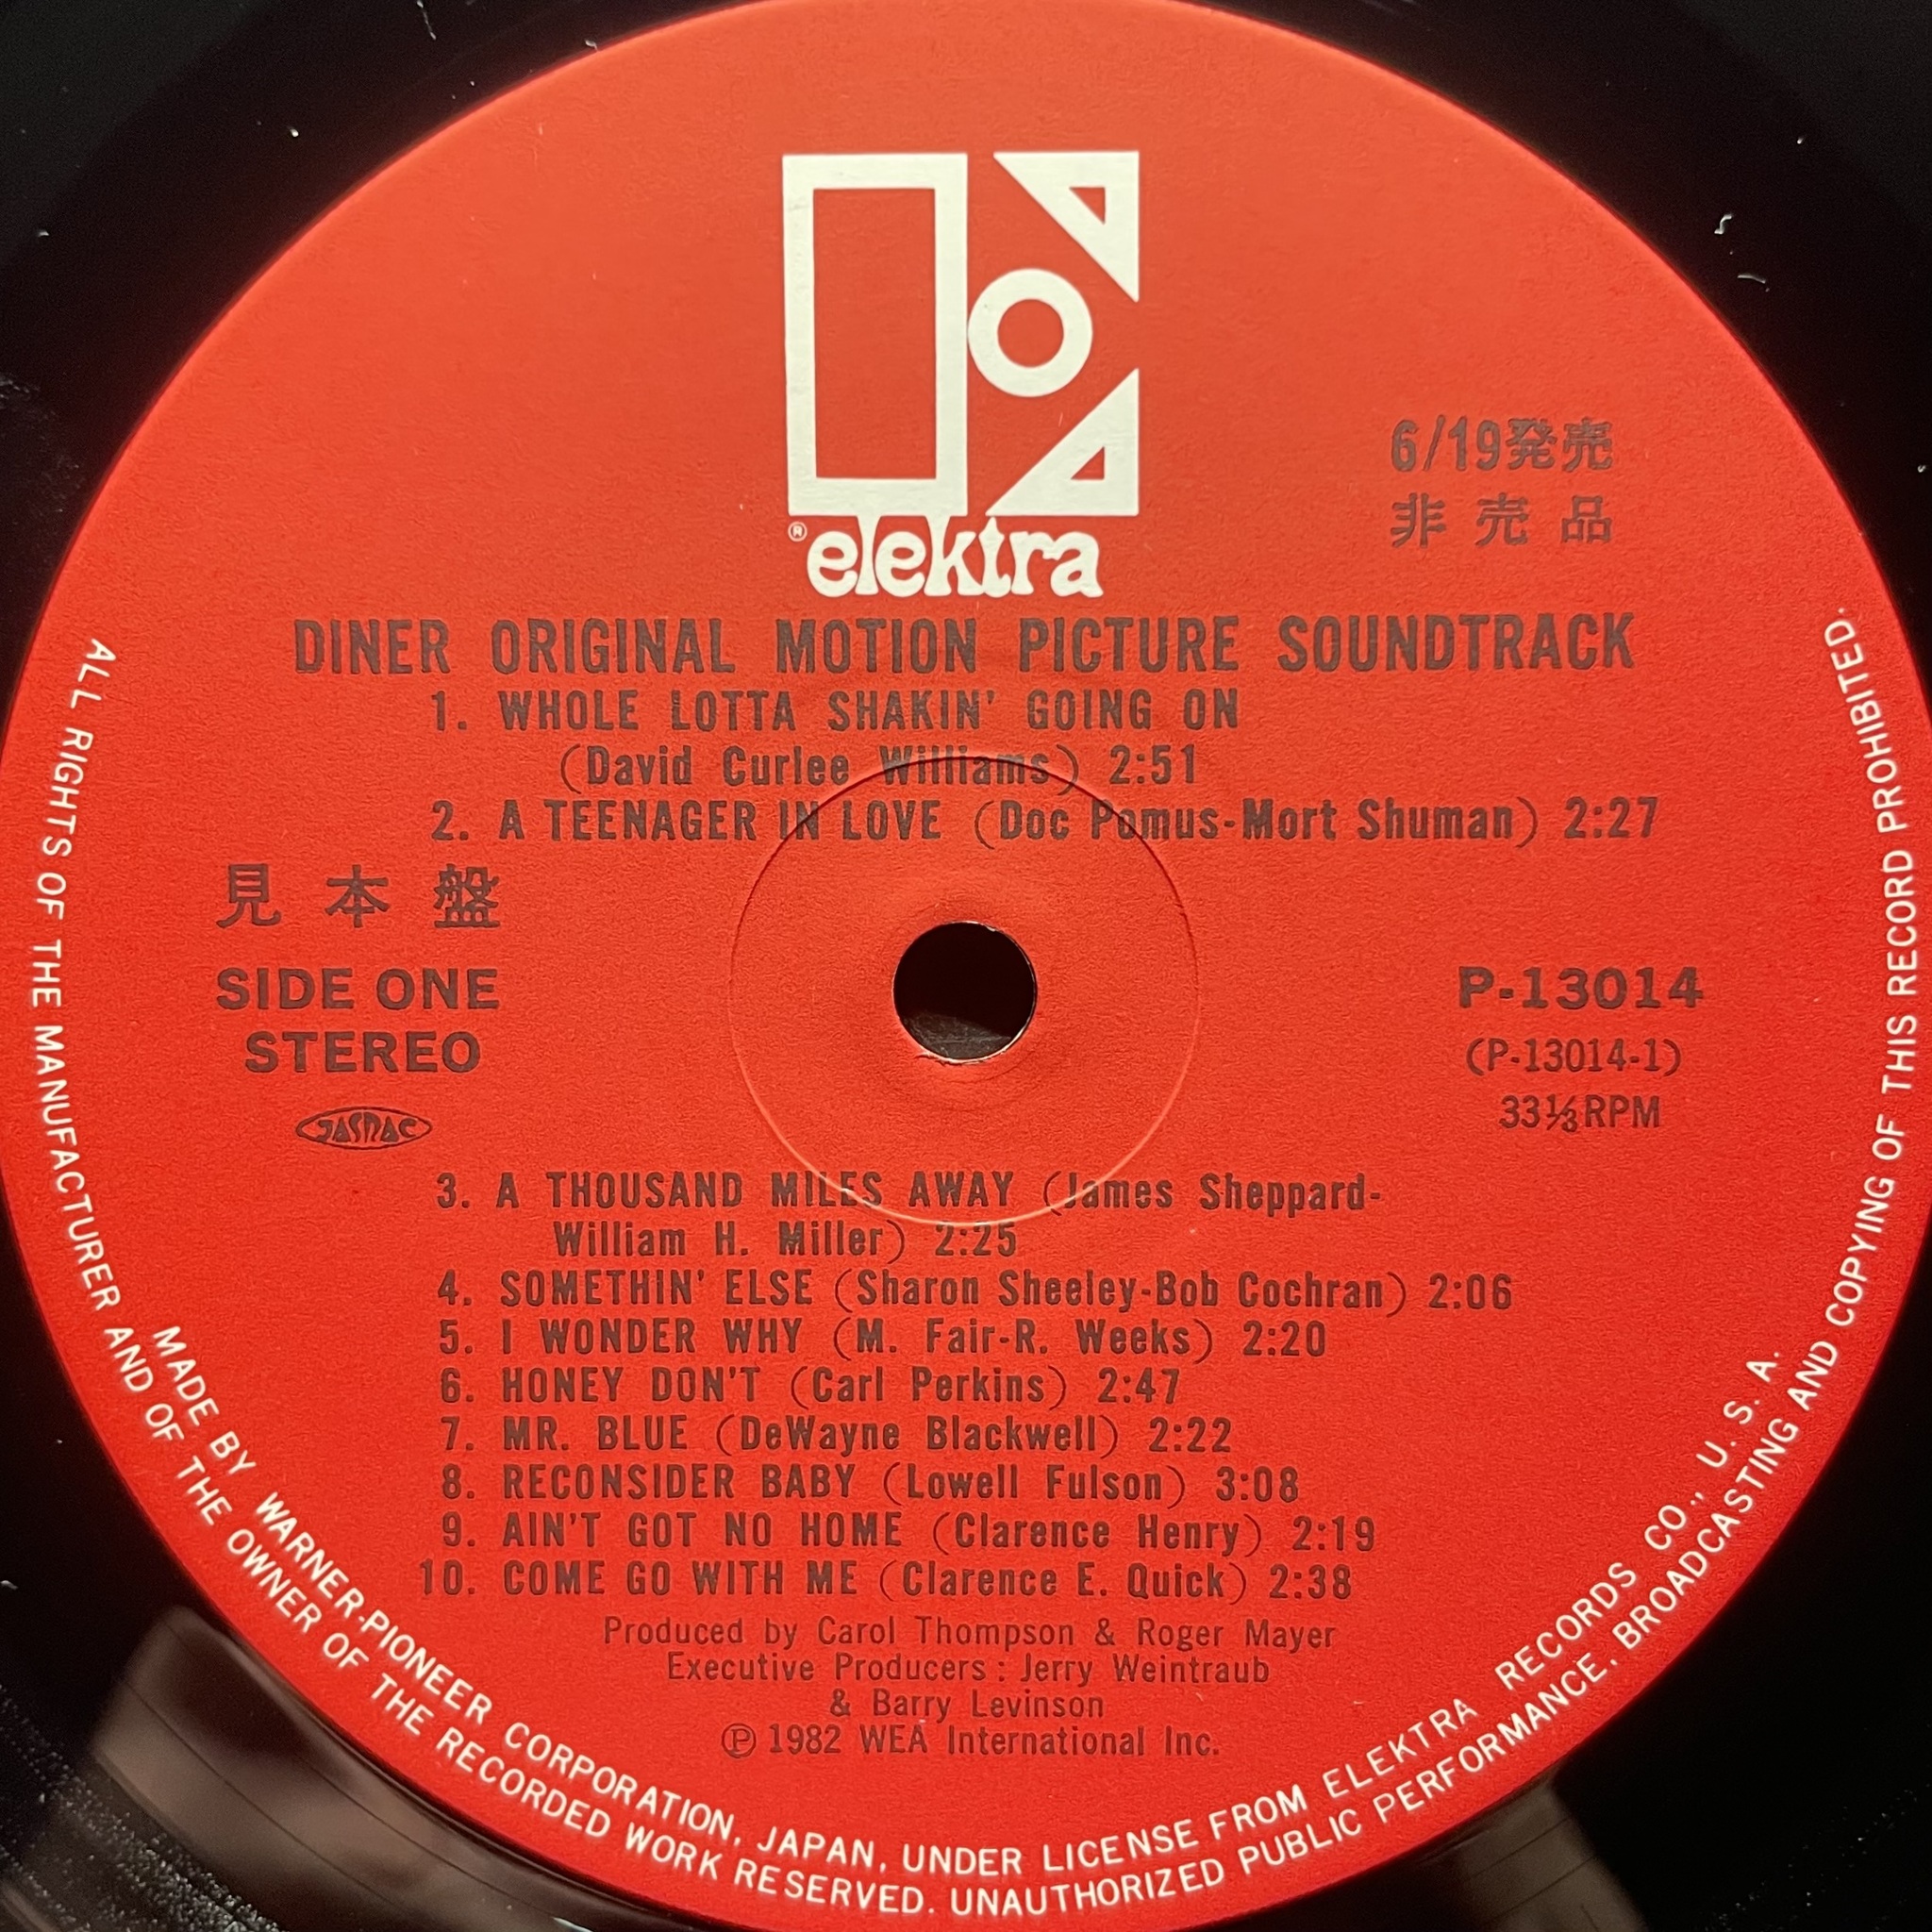 ® elektra
6/19発売
非売品
DINER ORIGINAL MOTION PICTURE SOUNDTRACK
1. WHOLE LOTTA SHAKIN' GOING ON
(David Curlee Williams) 2:51
2. A TEENAGER IN LOVE (Doc Pomus-Mort Shuman) 2:27
見本盤
SIDE ONE
STEREO
JASRAC
P-13014
(P-13014-1)
33⅓RPM
3. A THOUSAND MILES AWAY (James Sheppard-
William H. Miller) 2:25
4. SOMETHIN' ELSE (Sharon Sheeley-Bob Cochran) 2:06
5. I WONDER WHY (M. Fair-R. Weeks) 2:20
6. HONEY DON'T (Carl Perkins) 2:47
7. MR. BLUE (DeWayne Blackwell) 2:22
8. RECONSIDER BABY (Lowell Fulson) 3:08
9. AIN'T GOT NO HOME (Clarence Henry) 2:19
10. COME GO WITH ME (Clarence E. Quick) 2:38
Produced by Carol Thompson & Roger Mayer
Executive Producers : Jerry Weintraub
& Barry Levinson
℗ 1982 WEA International Inc.
MADE BY WARNER-PIONEER CORPORATION, JAPAN, UNDER LICENSE FROM ELEKTRA RECORDS CO., U. S. A.
ALL RIGHTS OF THE MANUFACTURER AND OF THE OWNER OF THE RECORDED WORK RESERVED. UNAUTHORIZED PUBLIC PERFORMANCE, BROADCASTING AND COPYING OF THIS RECORD PROHIBITED.